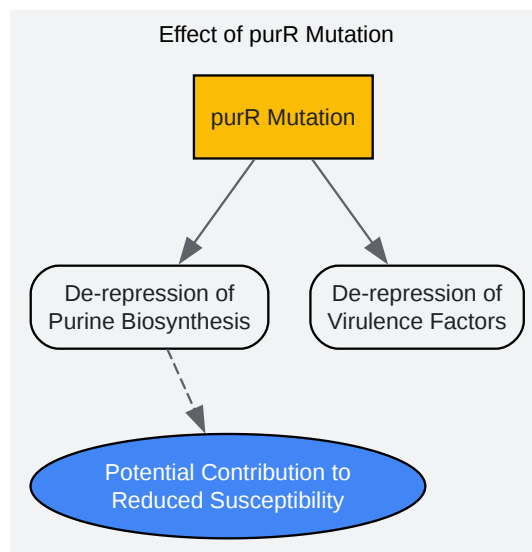 Effect of purR Mutation
purR Mutation
De-repression of
Purine Biosynthesis
De-repression of
Virulence Factors
Potential Contribution to
Reduced Susceptibility